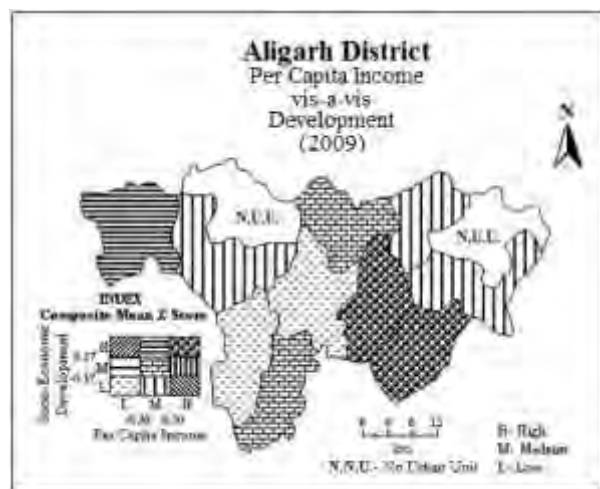 Aligarh District
Per Capita Income
vis-a-vis
Development
(2009)
N
N.U.U.
N.U.U.
INDEX
Composite Mean Z Score
Socio-Economic
Development
H
M
L
L M H
Per Capita Income
km
N.N.U.- No Urban Unit
H- High
M- Medium
L- Low